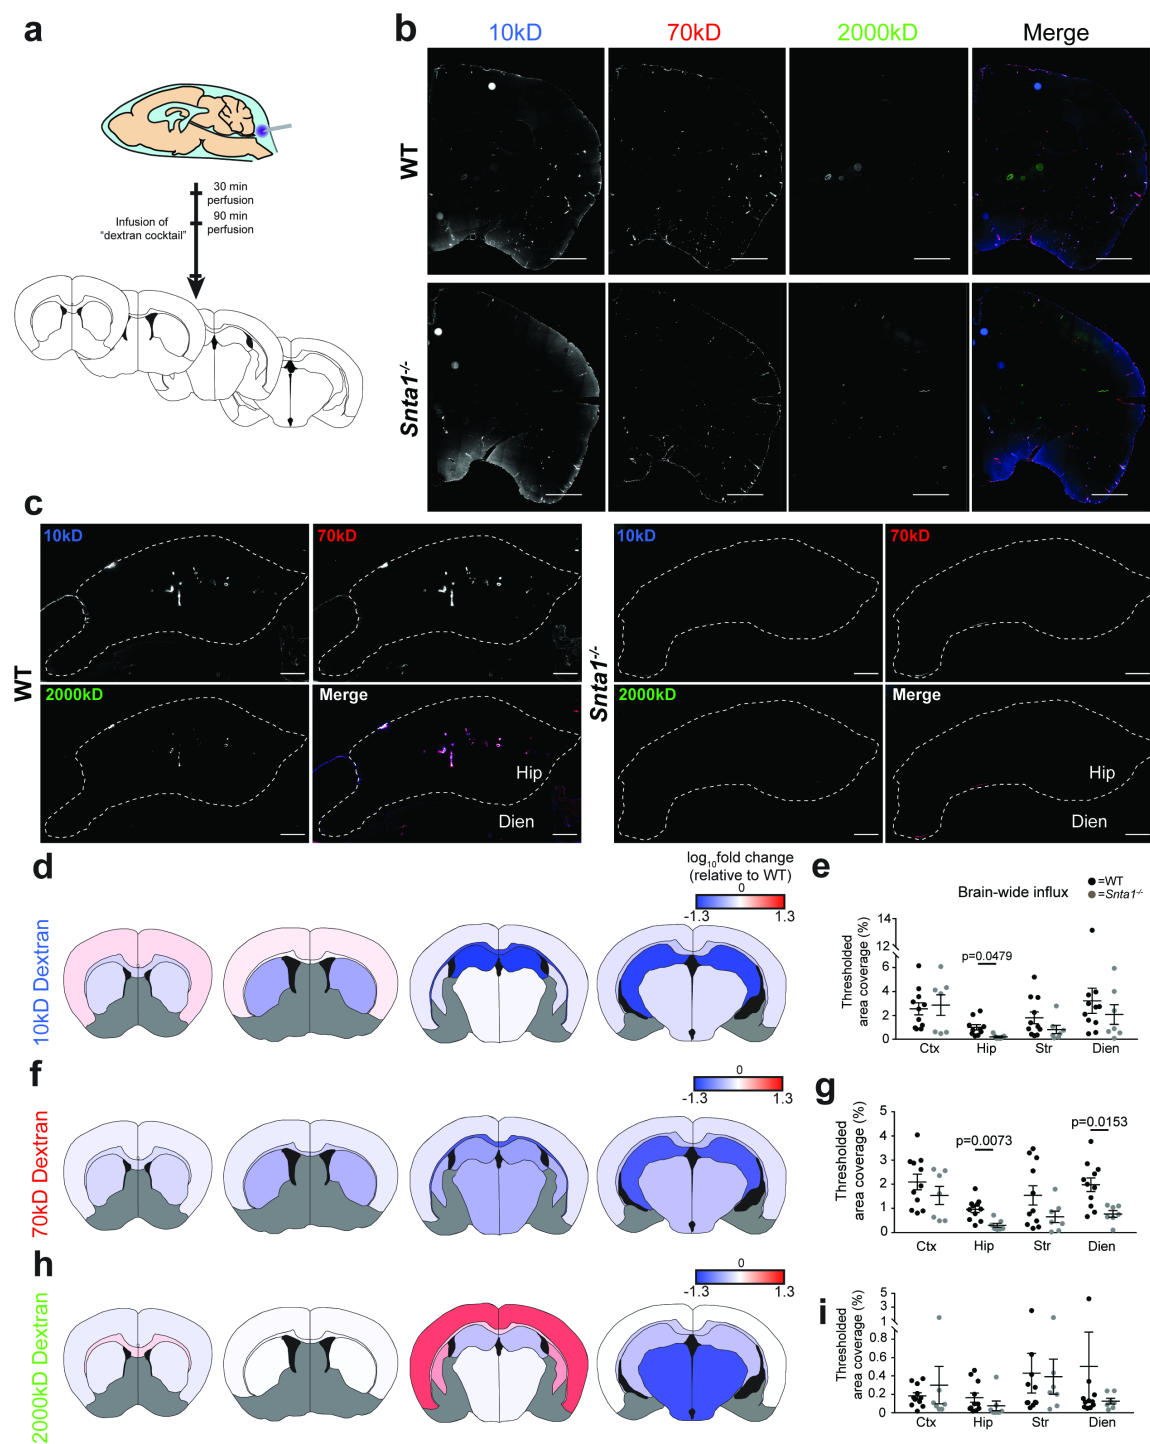 a
30 min
perfusion
Infusion of
"dextran cocktail"
90 min
perfusion
b
10kD
70kD
2000kD
Merge
WT
Snta1-/-
c
WT
10kD
70kD
2000kD
Merge
Hip
Dien
Snta1-/-
10kD
70kD
2000kD
Merge
Hip
Dien
d
10kD Dextran
log10fold change
(relative to WT)
0
-1.3
1.3
e
Brain-wide influx
=WT
=Snta1-/-
Thresholded
area coverage (%)
14
12
6
4
2
0
p=0.0479
Ctx
Hip
Str
Dien
f
70kD Dextran
0
-1.3
1.3
g
Thresholded
area coverage (%)
5
4
3
2
1
0
p=0.0073
p=0.0153
Ctx
Hip
Str
Dien
h
2000kD Dextran
0
-1.3
1.3
i
Thresholded
area coverage (%)
5
3
1
0.8
0.6
0.4
0.2
0
Ctx
Hip
Str
Dien